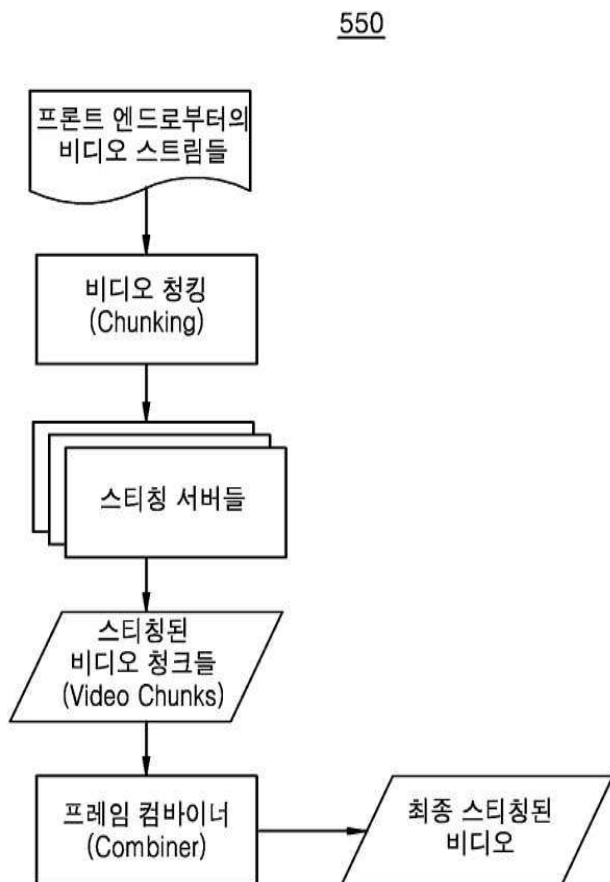 550
프론트 엔드로부터의
비디오 스트림들
비디오 청킹
(Chunking)
스티칭 서버들
스티칭된
비디오 청크들
(Video Chunks)
프레임 컴바이너
(Combiner)
최종 스티칭된
비디오